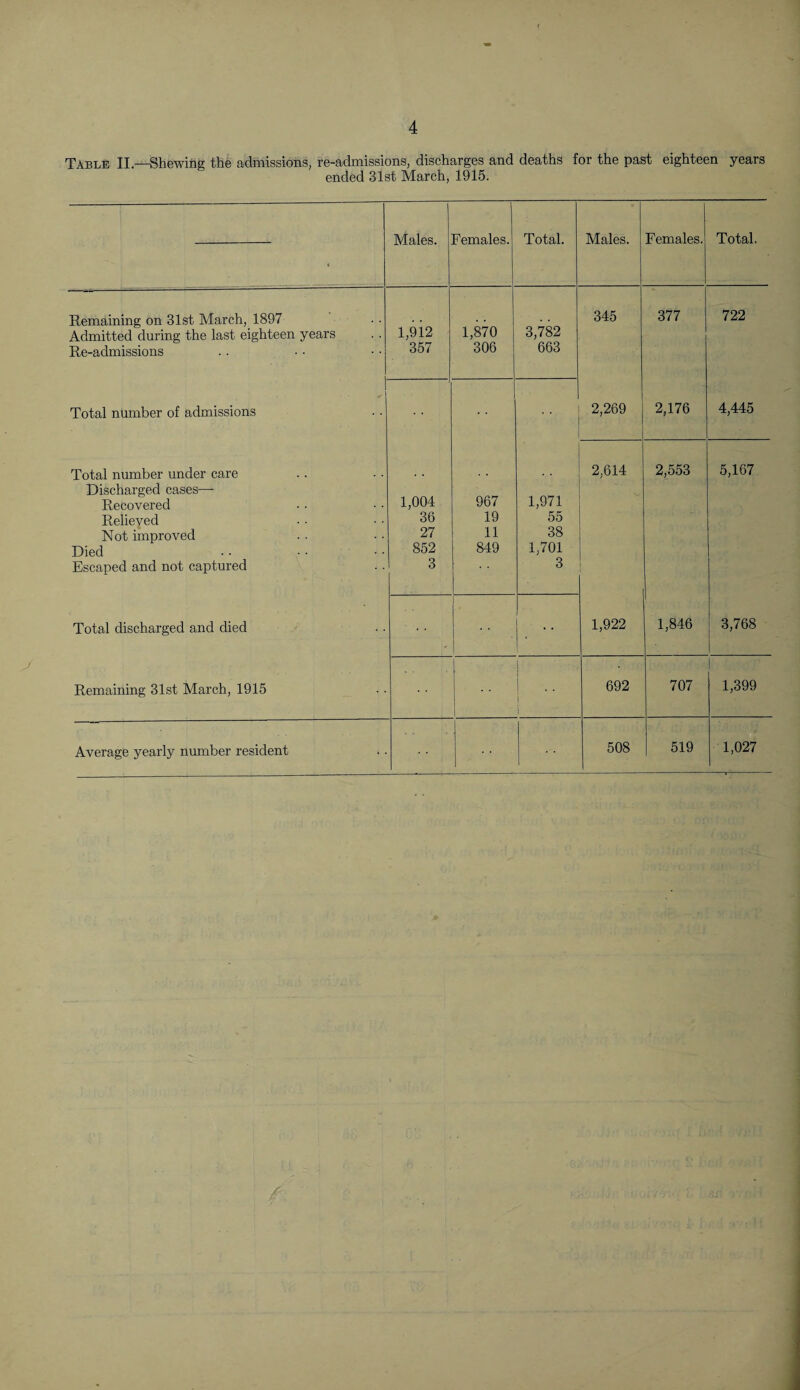 4
Table II.—Shewing the admissions, re-admissions, discharges and deaths for the past eighteen years
ended 31st March, 1915.
Males. Females. Total. Males. Females. Total.
Remaining on 31st March, 1897 .. .. .. .. 345 377 722
Admitted during the last eighteen years .. 1,912 1,870 3,782
Re-admissions .. .. .. 357 306 663
Total number of admissions .. .. .. .. 2,269 2,176 4,445
Total number under care .. .. .. .. .. 2,614 2,553 5,167
Discharged cases—
Recovered .. .. 1,004 967 1,971
Relieved .. .. 36 19 55
Not improved .. .. 27 11 38
Died .. .. .. 852 849 1,701
Escaped and not captured .. 3 .. 3
Total discharged and died .. .. .. .. 1,922 1,846 3,768
Remaining 31st March, 1915 .. .. .. .. 692 707 1,399
Average yearly number resident .. .. .. .. 508 519 1,027